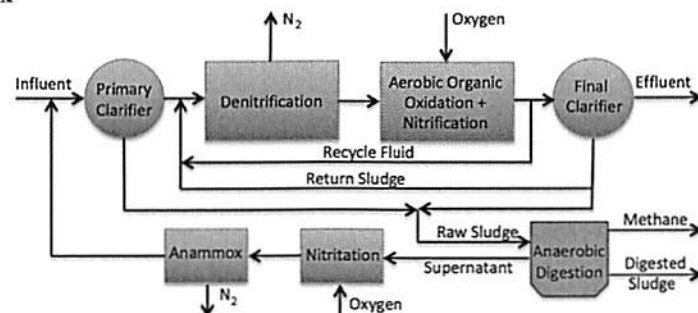 N2
Oxygen
Influent
Primary
Clarifier
Denitrification
Aerobic Organic
Oxidation +
Nitrification
Final
Clarifier
Effluent
Recycle Fluid
Return Sludge
Raw Sludge
Methane
Anammox
Nitritation
Supernatant
Anaerobic
Digestion
Digested
Sludge
N2
Oxygen